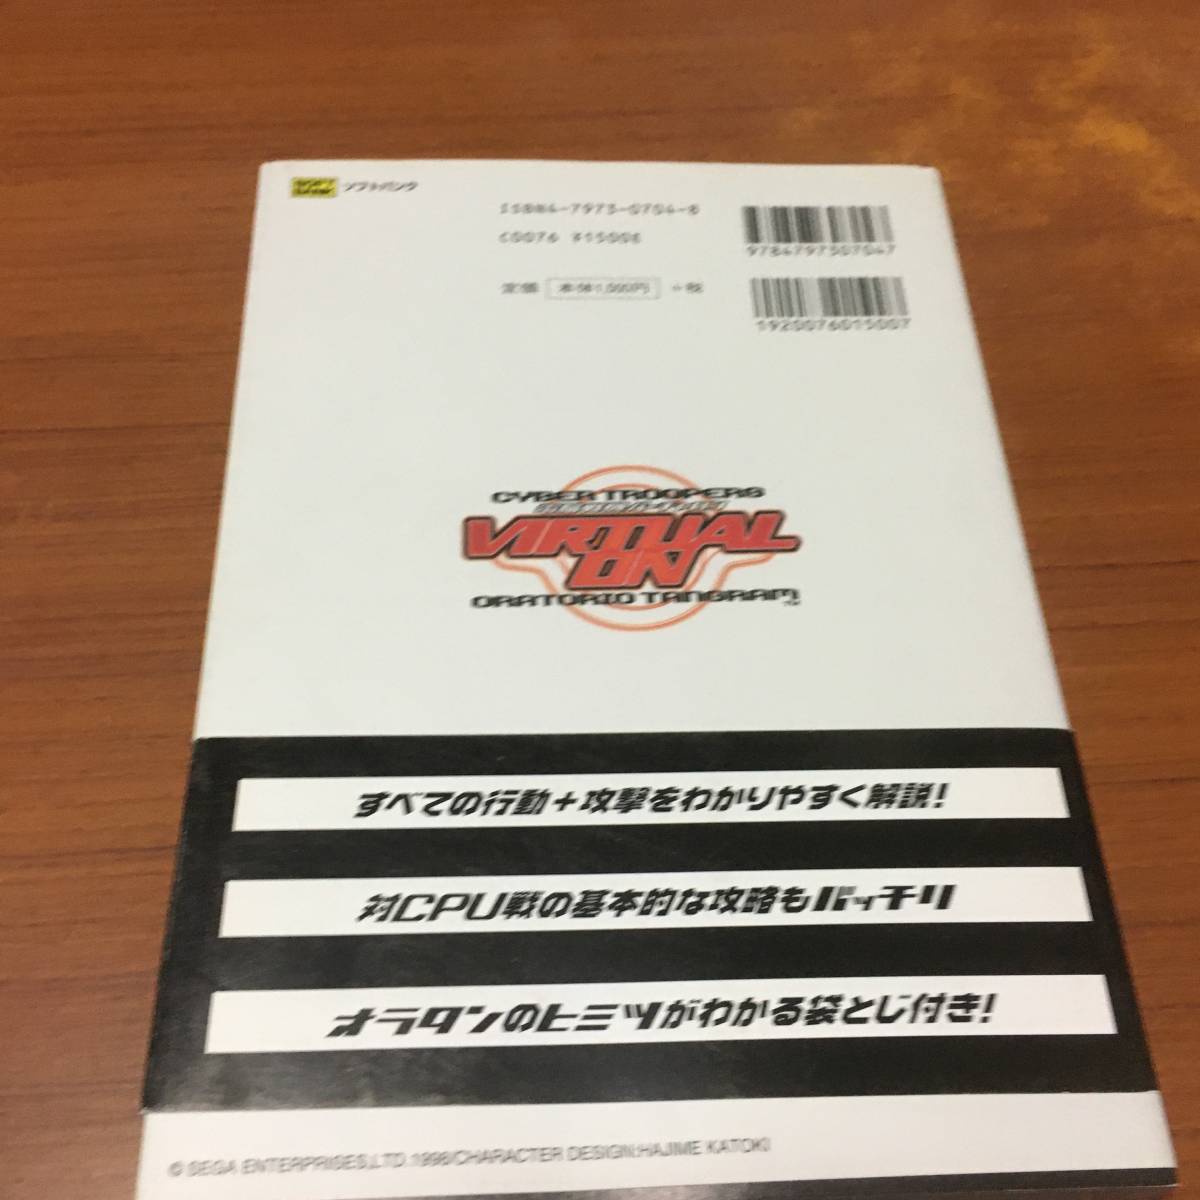 SOFT BANK ソフトバンク
ISBN4-7973-0704-8
C0076 ¥1500E
9784797307047
定価 本体1,500円 +税
1920076015007
CYBER TROOPERS
VIRTUAL
ON
ORATORIO TANGRAM™
すべての行動+攻撃をわかりやすく解説!
対CPU戦の基本的な攻略もバッチリ
オラタンのヒミツがわかる袋とじ付き!
© SEGA ENTERPRISES,LTD.1998/CHARACTER DESIGN:HAJIME KATOKI